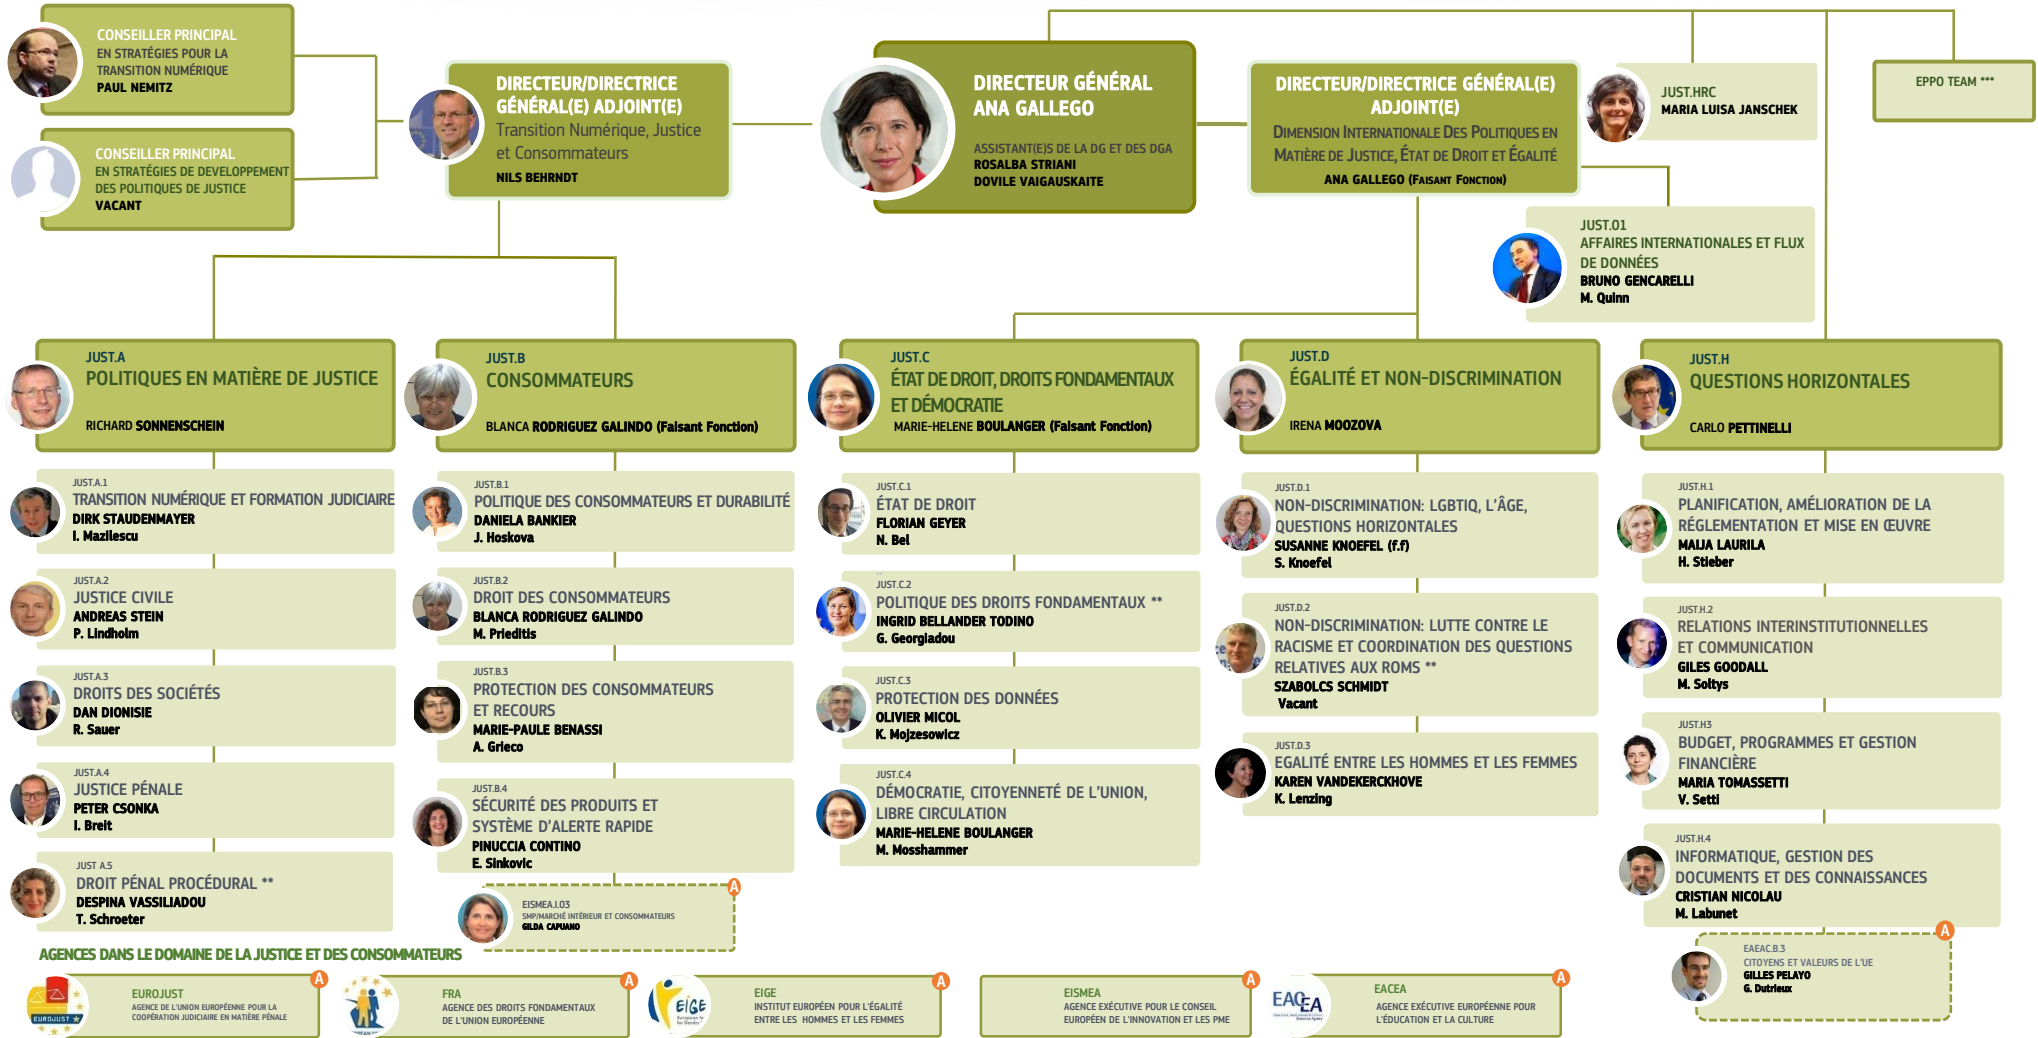 CONSEILLER PRINCIPAL
EN STRATÉGIES POUR LA
TRANSITION NUMÉRIQUE
PAUL NEMITZ
CONSEILLER PRINCIPAL
EN STRATÉGIES DE DEVELOPPEMENT
DES POLITIQUES DE JUSTICE
VACANT
DIRECTEUR/DIRECTRICE
GÉNÉRAL(E) ADJOINT(E)
Transition Numérique, Justice
et Consommateurs
NILS BEHRNDT
DIRECTEUR GÉNÉRAL
ANA GALLEGO
ASSISTANT(E)S DE LA DG ET DES DGA
ROSALBA STRIANI
DOVILE VAIGAUSKAITE
DIRECTEUR/DIRECTRICE GÉNÉRAL(E)
ADJOINT(E)
DIMENSION INTERNATIONALE DES POLITIQUES EN
MATIÈRE DE JUSTICE, ÉTAT DE DROIT ET ÉGALITÉ
ANA GALLEGO (FAISANT FONCTION)
JUST.HRC
MARIA LUISA JANSCHEK
EPPO TEAM ***
JUST.01
AFFAIRES INTERNATIONALES ET FLUX
DE DONNÉES
BRUNO GENCARELLI
M. Quinn
JUST.A
POLITIQUES EN MATIÈRE DE JUSTICE
RICHARD SONNENSCHEIN
JUST.A.1
TRANSITION NUMÉRIQUE ET FORMATION JUDICIAIRE
DIRK STAUDENMAYER
I. Mazilescu
JUST.A.2
JUSTICE CIVILE
ANDREAS STEIN
P. Lindholm
JUST.A.3
DROITS DES SOCIÉTÉS
DAN DIONISIE
R. Sauer
JUST.A.4
JUSTICE PÉNALE
PETER CSONKA
I. Breit
JUST A.5
DROIT PÉNAL PROCÉDURAL **
DESPINA VASSILIADOU
T. Schroeter
JUST.B
CONSOMMATEURS
BLANCA RODRIGUEZ GALINDO (Faisant Fonction)
JUST.B.1
POLITIQUE DES CONSOMMATEURS ET DURABILITÉ
DANIELA BANKIER
J. Hoskova
JUST.B.2
DROIT DES CONSOMMATEURS
BLANCA RODRIGUEZ GALINDO
M. Prieditis
JUST.B.3
PROTECTION DES CONSOMMATEURS
ET RECOURS
MARIE-PAULE BENASSI
A. Grieco
JUST.B.4
SÉCURITÉ DES PRODUITS ET
SYSTÈME D'ALERTE RAPIDE
PINUCCIA CONTINO
E. Sinkovic
A
EISMEA.I.03
SMP/MARCHÉ INTÉRIEUR ET CONSOMMATEURS
GILDA CAPUANO
JUST.C
ÉTAT DE DROIT, DROITS FONDAMENTAUX
ET DÉMOCRATIE
MARIE-HELENE BOULANGER (Faisant Fonction)
JUST.C.1
ÉTAT DE DROIT
FLORIAN GEYER
N. Bel
JUST.C.2
POLITIQUE DES DROITS FONDAMENTAUX **
INGRID BELLANDER TODINO
G. Georgiadou
JUST.C.3
PROTECTION DES DONNÉES
OLIVIER MICOL
K. Mojzesowicz
JUST.C.4
DÉMOCRATIE, CITOYENNETÉ DE L'UNION,
LIBRE CIRCULATION
MARIE-HELENE BOULANGER
M. Mosshammer
JUST.D
ÉGALITÉ ET NON-DISCRIMINATION
IRENA MOOZOVA
JUST.D.1
NON-DISCRIMINATION: LGBTIQ, L'ÂGE,
QUESTIONS HORIZONTALES
SUSANNE KNOEFEL (f.f)
S. Knoefel
JUST.D.2
NON-DISCRIMINATION: LUTTE CONTRE LE
RACISME ET COORDINATION DES QUESTIONS
RELATIVES AUX ROMS **
SZABOLCS SCHMIDT
Vacant
JUST.D.3
EGALITÉ ENTRE LES HOMMES ET LES FEMMES
KAREN VANDEKERCKHOVE
K. Lenzing
JUST.H
QUESTIONS HORIZONTALES
CARLO PETTINELLI
JUST.H.1
PLANIFICATION, AMÉLIORATION DE LA
RÉGLEMENTATION ET MISE EN ŒUVRE
MAIJA LAURILA
H. Stieber
JUST.H.2
RELATIONS INTERINSTITUTIONNELLES
ET COMMUNICATION
GILES GOODALL
M. Soltys
JUST.H3
BUDGET, PROGRAMMES ET GESTION
FINANCIÈRE
MARIA TOMASSETTI
V. Setti
JUST.H.4
INFORMATIQUE, GESTION DES
DOCUMENTS ET DES CONNAISSANCES
CRISTIAN NICOLAU
M. Labunet
A
EAEAC.B.3
CITOYENS ET VALEURS DE L'UE
GILLES PELAYO
G. Dutrieux
AGENCES DANS LE DOMAINE DE LA JUSTICE ET DES CONSOMMATEURS
A
EUROJUST
EUROJUST
AGENCE DE L'UNION EUROPÉENNE POUR LA
COOPÉRATION JUDICIAIRE EN MATIÈRE PÉNALE
A
FRA
AGENCE DES DROITS FONDAMENTAUX
DE L'UNION EUROPÉENNE
A
EIGE
EIGE
INSTITUT EUROPÉEN POUR L'ÉGALITÉ
ENTRE LES HOMMES ET LES FEMMES
A
EISMEA
AGENCE EXÉCUTIVE POUR LE CONSEIL
EUROPÉEN DE L'INNOVATION ET LES PME
A
EACEA
EACEA
AGENCE EXÉCUTIVE EUROPÉENNE POUR
L'ÉDUCATION ET LA CULTURE